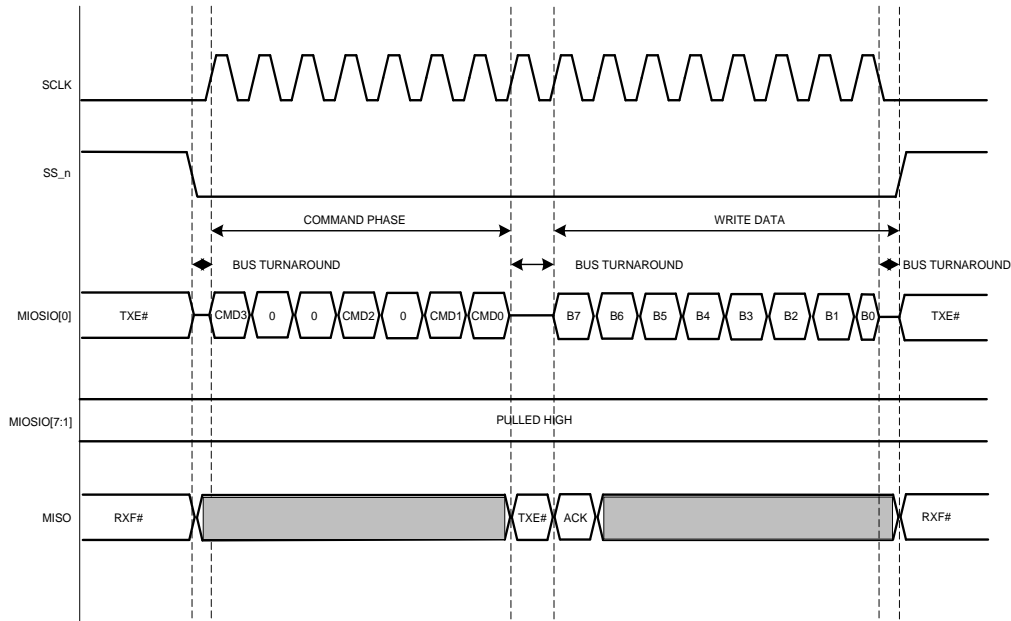 SCLK
SS_n
COMMAND PHASE WRITE DATA
BUS TURNAROUND BUS TURNAROUND BUS TURNAROUND
MIOSIO[0] TXE# CMD3 0 0 CMD2 0 CMD1 CMD0 B7 B6 B5 B4 B3 B2 B1 B0 TXE#
MIOSIO[7:1] PULLED HIGH
MISO RXF# TXE# ACK RXF#